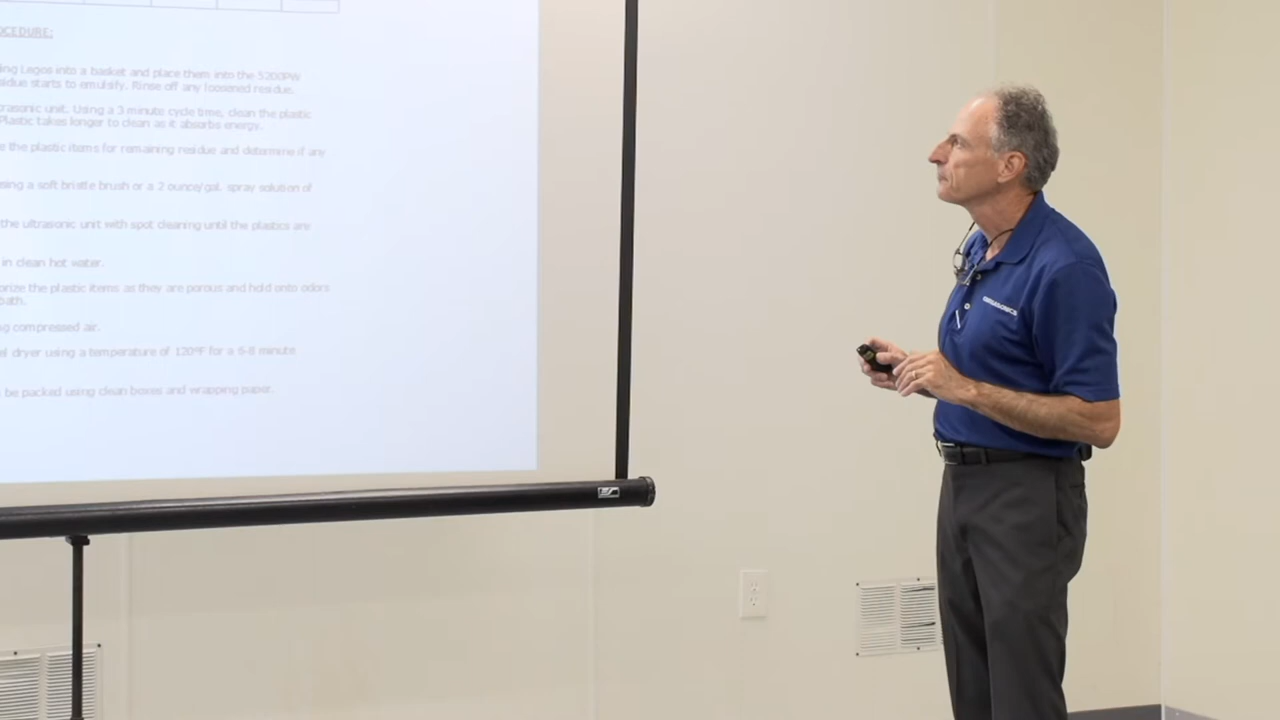 OCEDURE:
ing Legos into a basket and place them into the 5200PW
sidue starts to emulsify. Rinse off any loosened residue.
trasonic unit. Using a 3 minute cycle time, clean the plastic
Plastic takes longer to clean as it absorbs energy.
e the plastic items for remaining residue and determine if any
sing a soft bristle brush or a 2 ounce/gal. spray solution of
the ultrasonic unit with spot cleaning until the plastics are
in clean hot water.
orize the plastic items as they are porous and hold onto odors
bath.
ng compressed air.
el dryer using a temperature of 120°F for a 6-8 minute
be packed using clean boxes and wrapping paper.